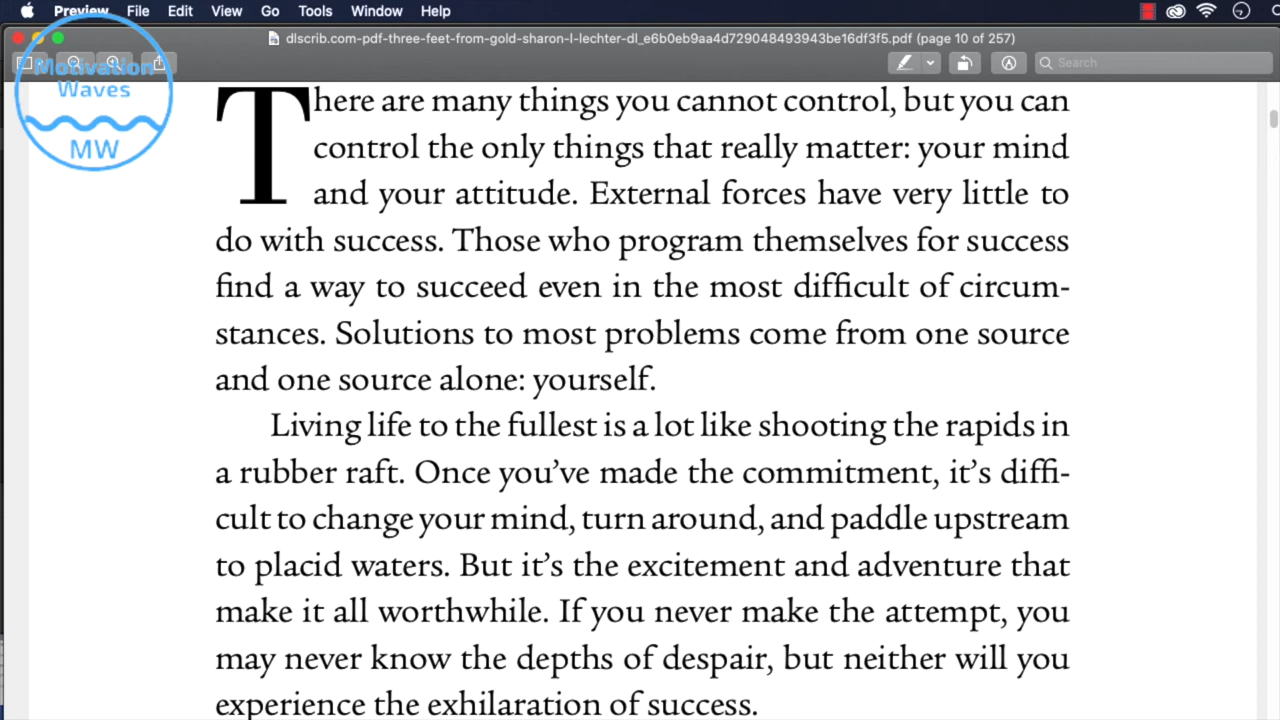 Preview File Edit View Go Tools Window Help
dlscrib.com-pdf-three-feet-from-gold-sharon-l-lechter-dl_e6b0eb9aa4d729048493943be16df3f5.pdf (page 10 of 257)
Search
Motivation
Waves
MW
There are many things you cannot control, but you can
control the only things that really matter: your mind
and your attitude. External forces have very little to
do with success. Those who program themselves for success
find a way to succeed even in the most difficult of circum-
stances. Solutions to most problems come from one source
and one source alone: yourself.
Living life to the fullest is a lot like shooting the rapids in
a rubber raft. Once you’ve made the commitment, it’s diffi-
cult to change your mind, turn around, and paddle upstream
to placid waters. But it’s the excitement and adventure that
make it all worthwhile. If you never make the attempt, you
may never know the depths of despair, but neither will you
experience the exhilaration of success.